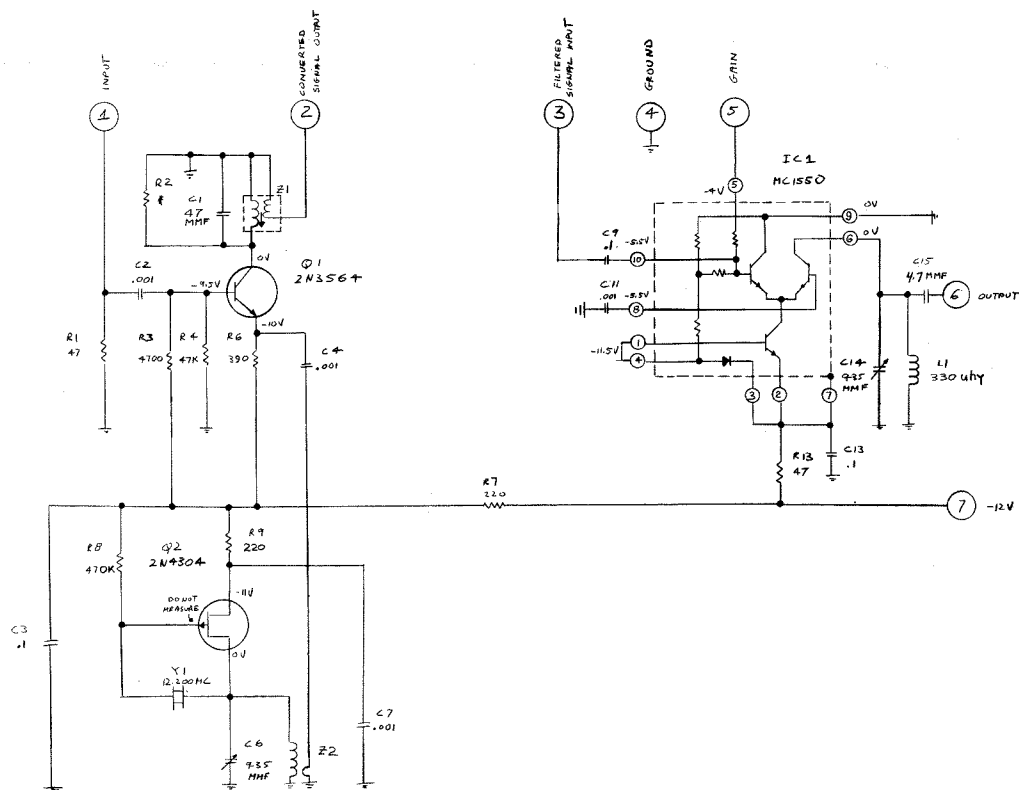 INPUT
1
CONVERTED
SIGNAL OUTPUT
2
FILTERED
SIGNAL INPUT
3
GROUND
4
GAIN
5
IC1
MC1550
R2
*
C1
47
MMF
Z1
0V
Q1
2N3564
C2
.001
-9.5V
-10V
R1
47
R3
4700
R4
47K
R6
390
C4
.001
-4V
5
C9
.1
-5.5V
10
C11
.001
-5.5V
8
-11.5V
1
4
9
0V
6
0V
C15
4.7 MMF
6
OUTPUT
3
2
7
C14
935
MMF
L1
330 uhy
R13
47
C13
.1
R7
220
7
-12V
R8
470K
Q2
2N4304
R9
220
-11V
DO NOT
MEASURE
0V
C3
.1
Y1
12.200MC
C6
935
MMF
Z2
C7
.001